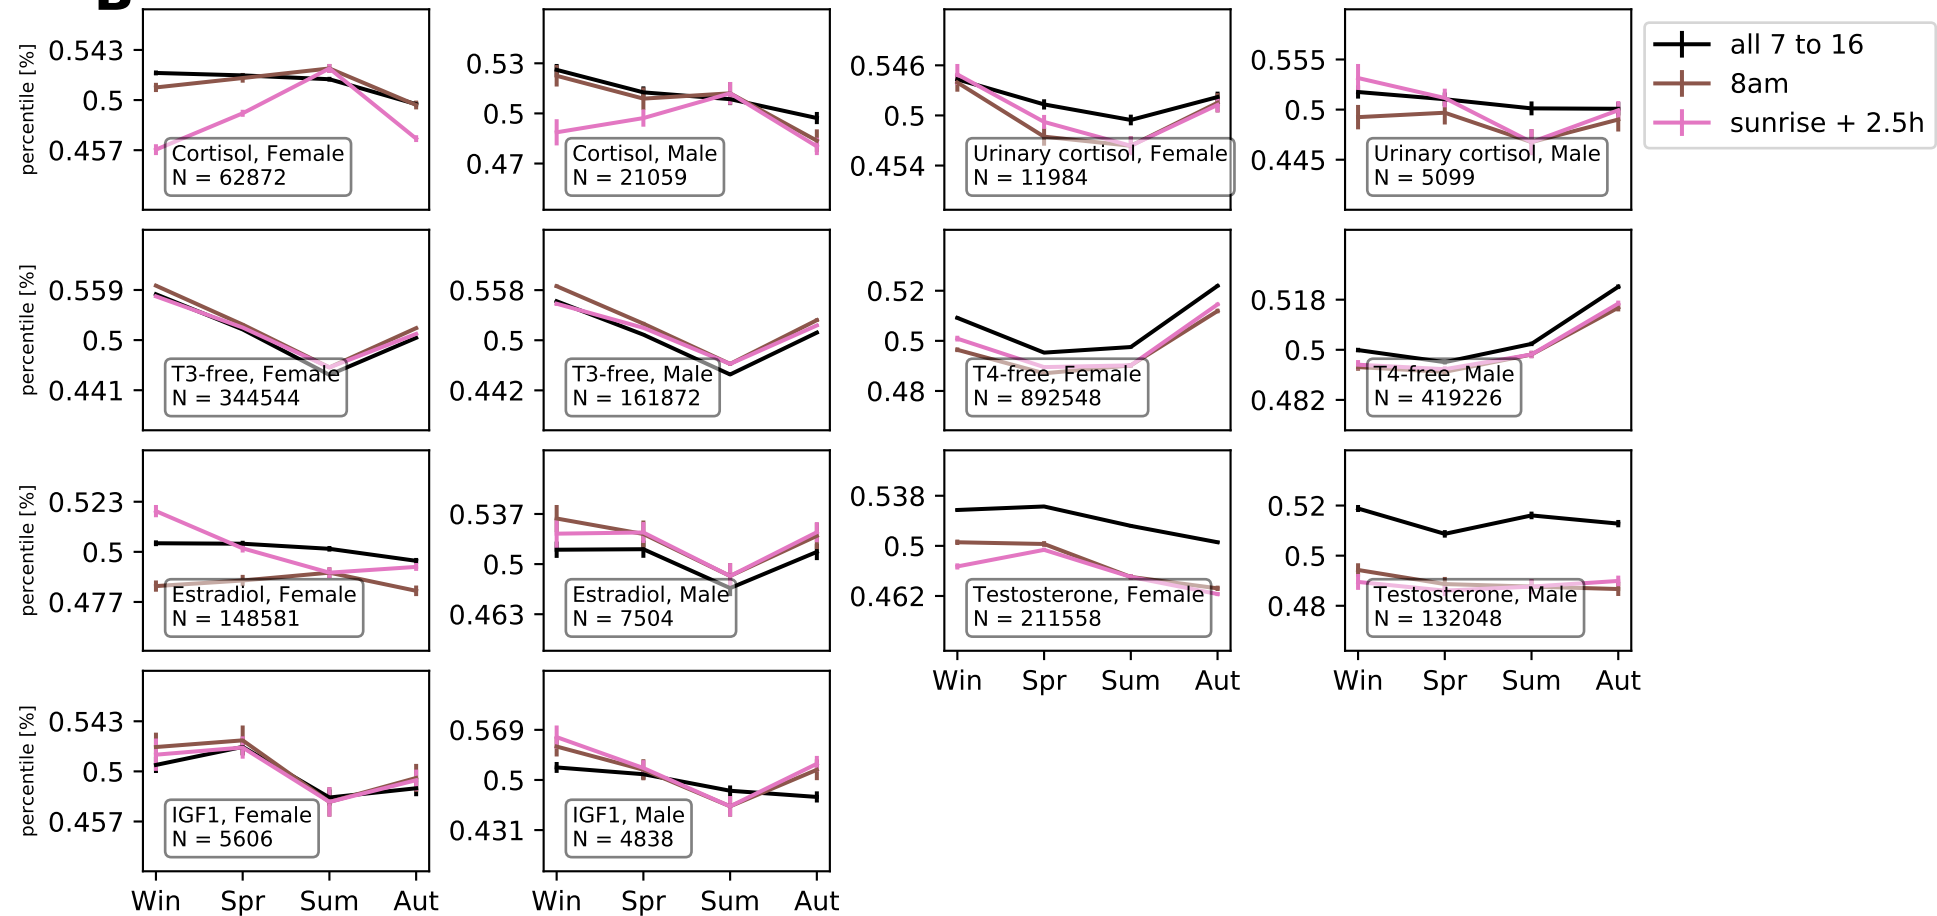 B
percentile [%]
0.543
0.5
0.457
Cortisol, Female
N = 62872
0.53
0.5
0.47
Cortisol, Male
N = 21059
0.546
0.5
0.454
Urinary cortisol, Female
N = 11984
0.555
0.5
0.445
Urinary cortisol, Male
N = 5099
all 7 to 16
8am
sunrise + 2.5h
percentile [%]
0.559
0.5
0.441
T3-free, Female
N = 344544
0.558
0.5
0.442
T3-free, Male
N = 161872
0.52
0.5
0.48
T4-free, Female
N = 892548
0.518
0.5
0.482
T4-free, Male
N = 419226
percentile [%]
0.523
0.5
0.477
Estradiol, Female
N = 148581
0.537
0.5
0.463
Estradiol, Male
N = 7504
0.538
0.5
0.462
Testosterone, Female
N = 211558
Win Spr Sum Aut
0.52
0.5
0.48
Testosterone, Male
N = 132048
Win Spr Sum Aut
percentile [%]
0.543
0.5
0.457
IGF1, Female
N = 5606
Win Spr Sum Aut
0.569
0.5
0.431
IGF1, Male
N = 4838
Win Spr Sum Aut